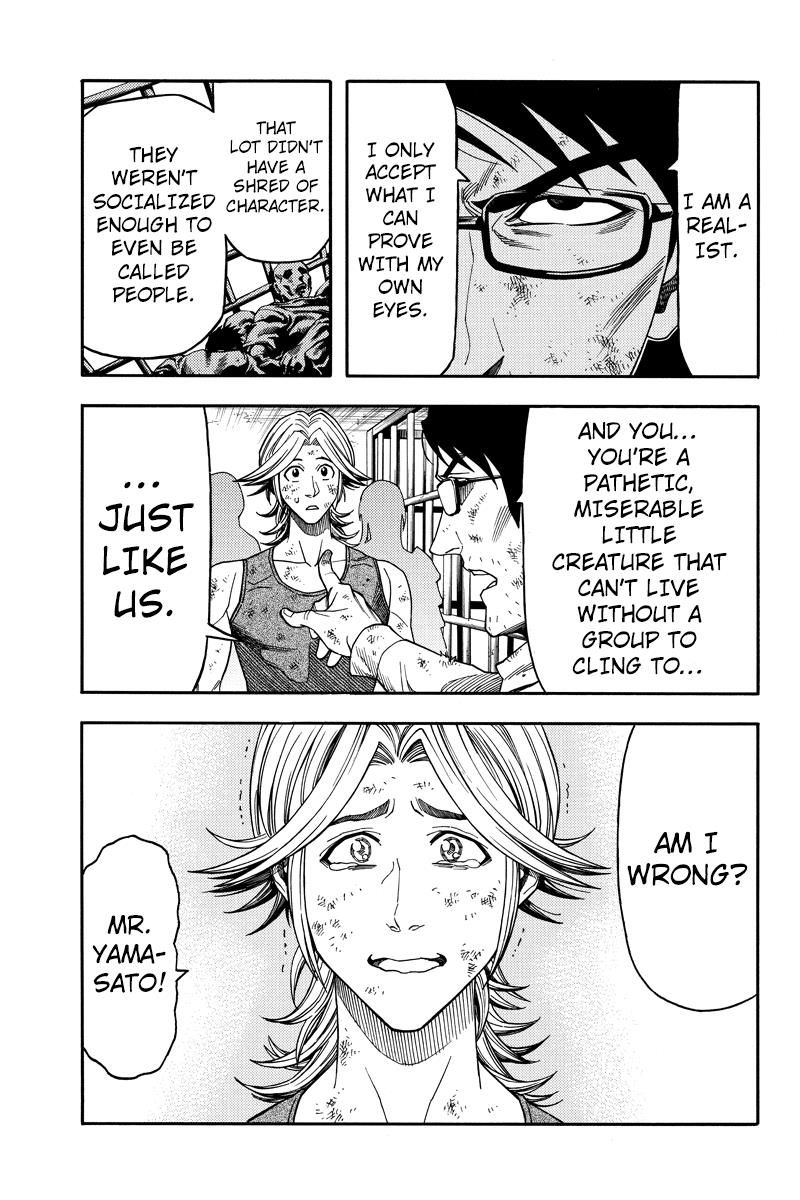 I AM A
REAL-
IST.
I ONLY
ACCEPT
WHAT I
CAN
PROVE
WITH MY
OWN
EYES.
THAT
LOT DIDN'T
HAVE A
SHRED OF
CHARACTER.
THEY
WEREN'T
SOCIALIZED
ENOUGH TO
EVEN BE
CALLED
PEOPLE.
AND YOU...
YOU'RE A
PATHETIC,
MISERABLE
LITTLE
CREATURE THAT
CAN'T LIVE
WITHOUT A
GROUP TO
CLING TO...
...
JUST
LIKE
US.
AM I
WRONG?
MR.
YAMA-
SATO!